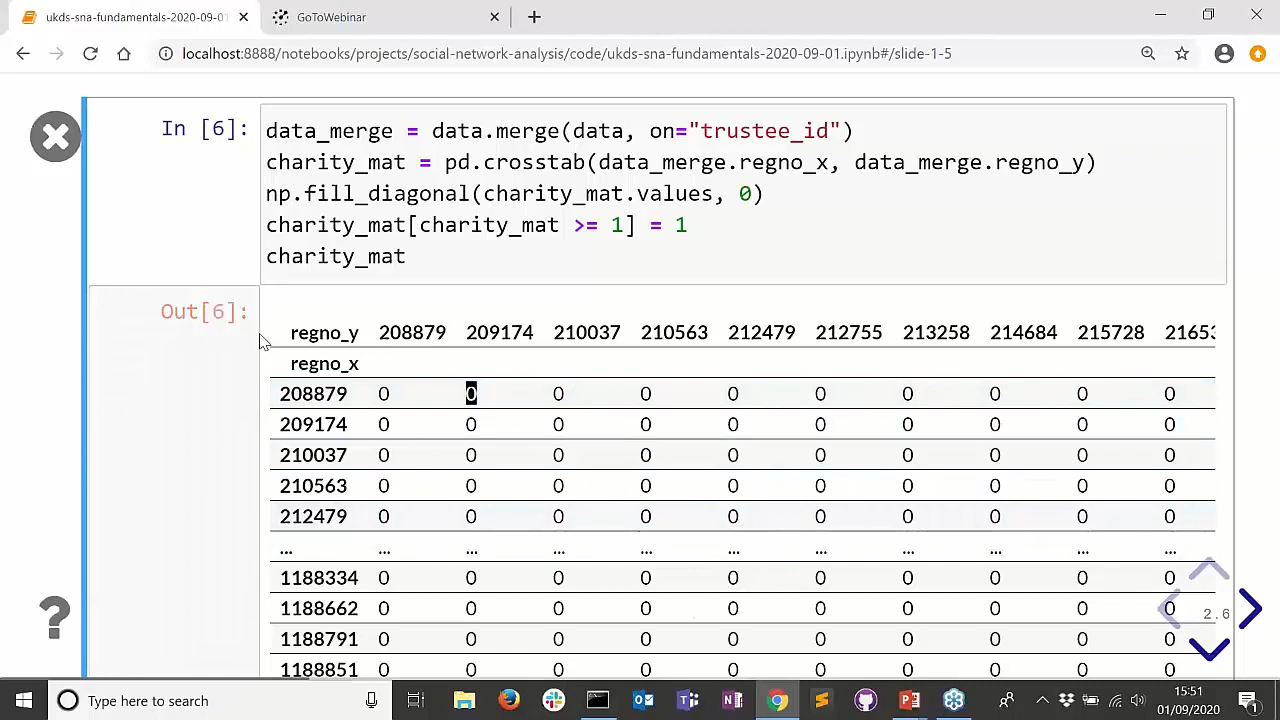 ukds-sna-fundamentals-2020-09-01
GoToWebinar
localhost:8888/notebooks/projects/social-network-analysis/code/ukds-sna-fundamentals-2020-09-01.ipynb#/slide-1-5
In [6]:
data_merge = data.merge(data, on="trustee_id")
charity_mat = pd.crosstab(data_merge.regno_x, data_merge.regno_y)
np.fill_diagonal(charity_mat.values, 0)
charity_mat[charity_mat >= 1] = 1
charity_mat
Out[6]:
regno_y 208879 209174 210037 210563 212479 212755 213258 214684 215728 2165
regno_x
208879 0 0 0 0 0 0 0 0 0 0
209174 0 0 0 0 0 0 0 0 0 0
210037 0 0 0 0 0 0 0 0 0 0
210563 0 0 0 0 0 0 0 0 0 0
212479 0 0 0 0 0 0 0 0 0 0
... ... ... ... ... ... ... ... ... ... ...
1188334 0 0 0 0 0 0 0 0 0 0
1188662 0 0 0 0 0 0 0 0 0 0
1188791 0 0 0 0 0 0 0 0 0 0
1188851 0 0 0 0 0 0 0 0 0 0
2.6
?
Type here to search
15:51
01/09/2020
1